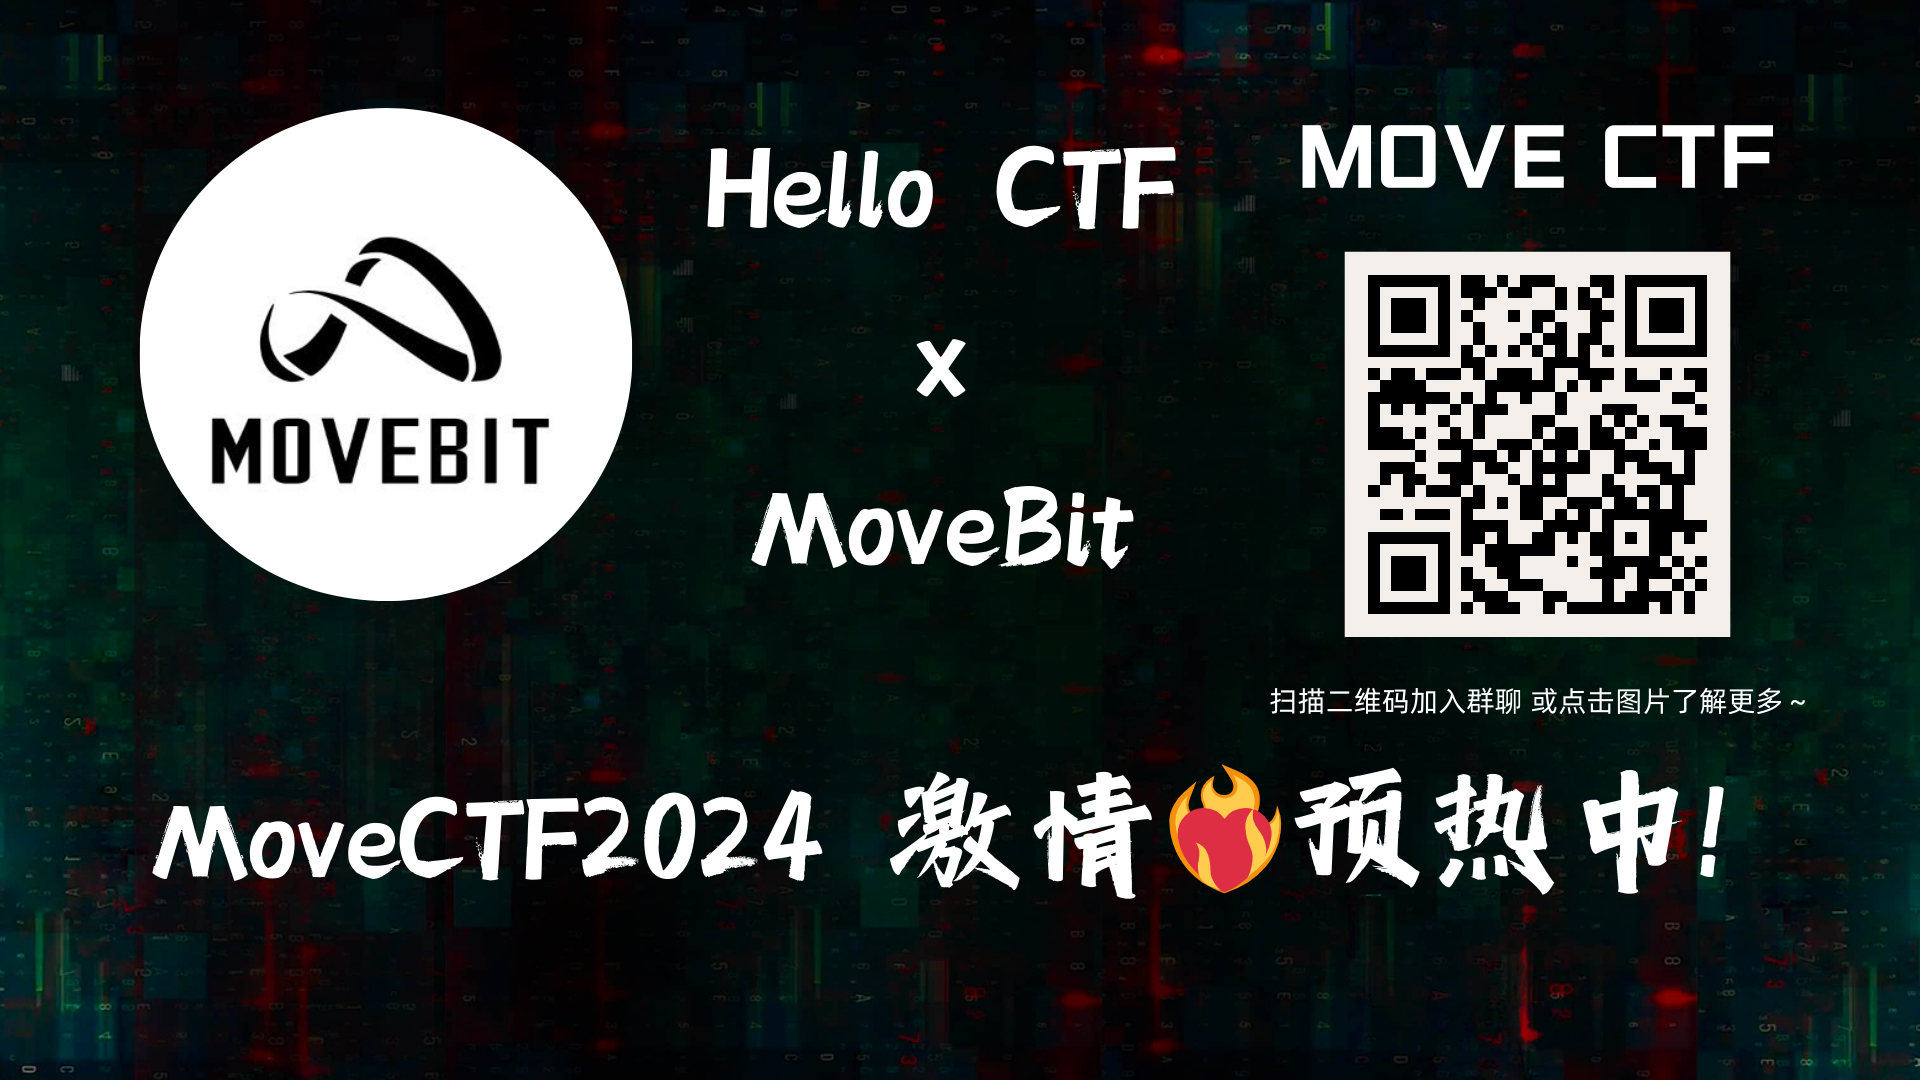 MOVEBIT
Hello CTF
x
MoveBit
MOVE CTF
扫描二维码加入群聊 或点击图片了解更多~
MoveCTF2024 激情❤️‍🔥预热中!